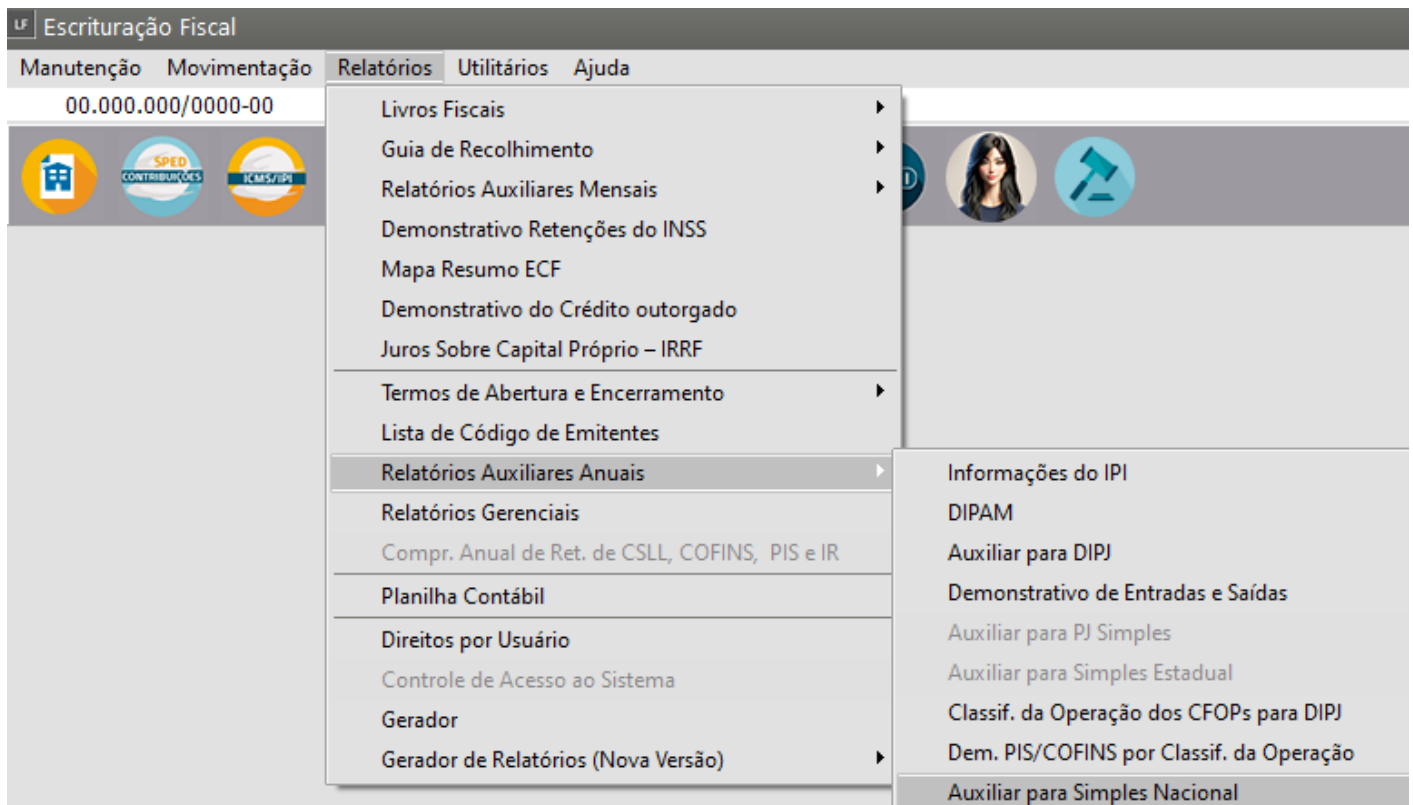 LF Escrituração Fiscal
Manutenção Movimentação Relatórios Utilitários Ajuda
00.000.000/0000-00
SPED
CONTRIBUIÇÕES
ICMS/IPI
Livros Fiscais
Guia de Recolhimento
Relatórios Auxiliares Mensais
Demonstrativo Retenções do INSS
Mapa Resumo ECF
Demonstrativo do Crédito outorgado
Juros Sobre Capital Próprio – IRRF
Termos de Abertura e Encerramento
Lista de Código de Emitentes
Relatórios Auxiliares Anuais
Relatórios Gerenciais
Compr. Anual de Ret. de CSLL, COFINS, PIS e IR
Planilha Contábil
Direitos por Usuário
Controle de Acesso ao Sistema
Gerador
Gerador de Relatórios (Nova Versão)
Informações do IPI
DIPAM
Auxiliar para DIPJ
Demonstrativo de Entradas e Saídas
Auxiliar para PJ Simples
Auxiliar para Simples Estadual
Classif. da Operação dos CFOPs para DIPJ
Dem. PIS/COFINS por Classif. da Operação
Auxiliar para Simples Nacional